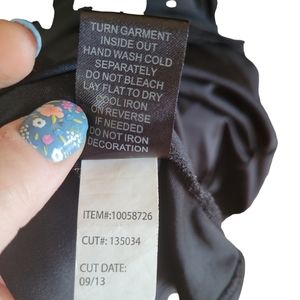 TURN GARMENT
INSIDE OUT
HAND WASH COLD
SEPARATELY
DO NOT BLEACH
LAY FLAT TO DRY
COOL IRON
ON REVERSE
IF NEEDED
DO NOT IRON
DECORATION
ITEM#: 10058726
CUT#: 135034
CUT DATE:
09/13